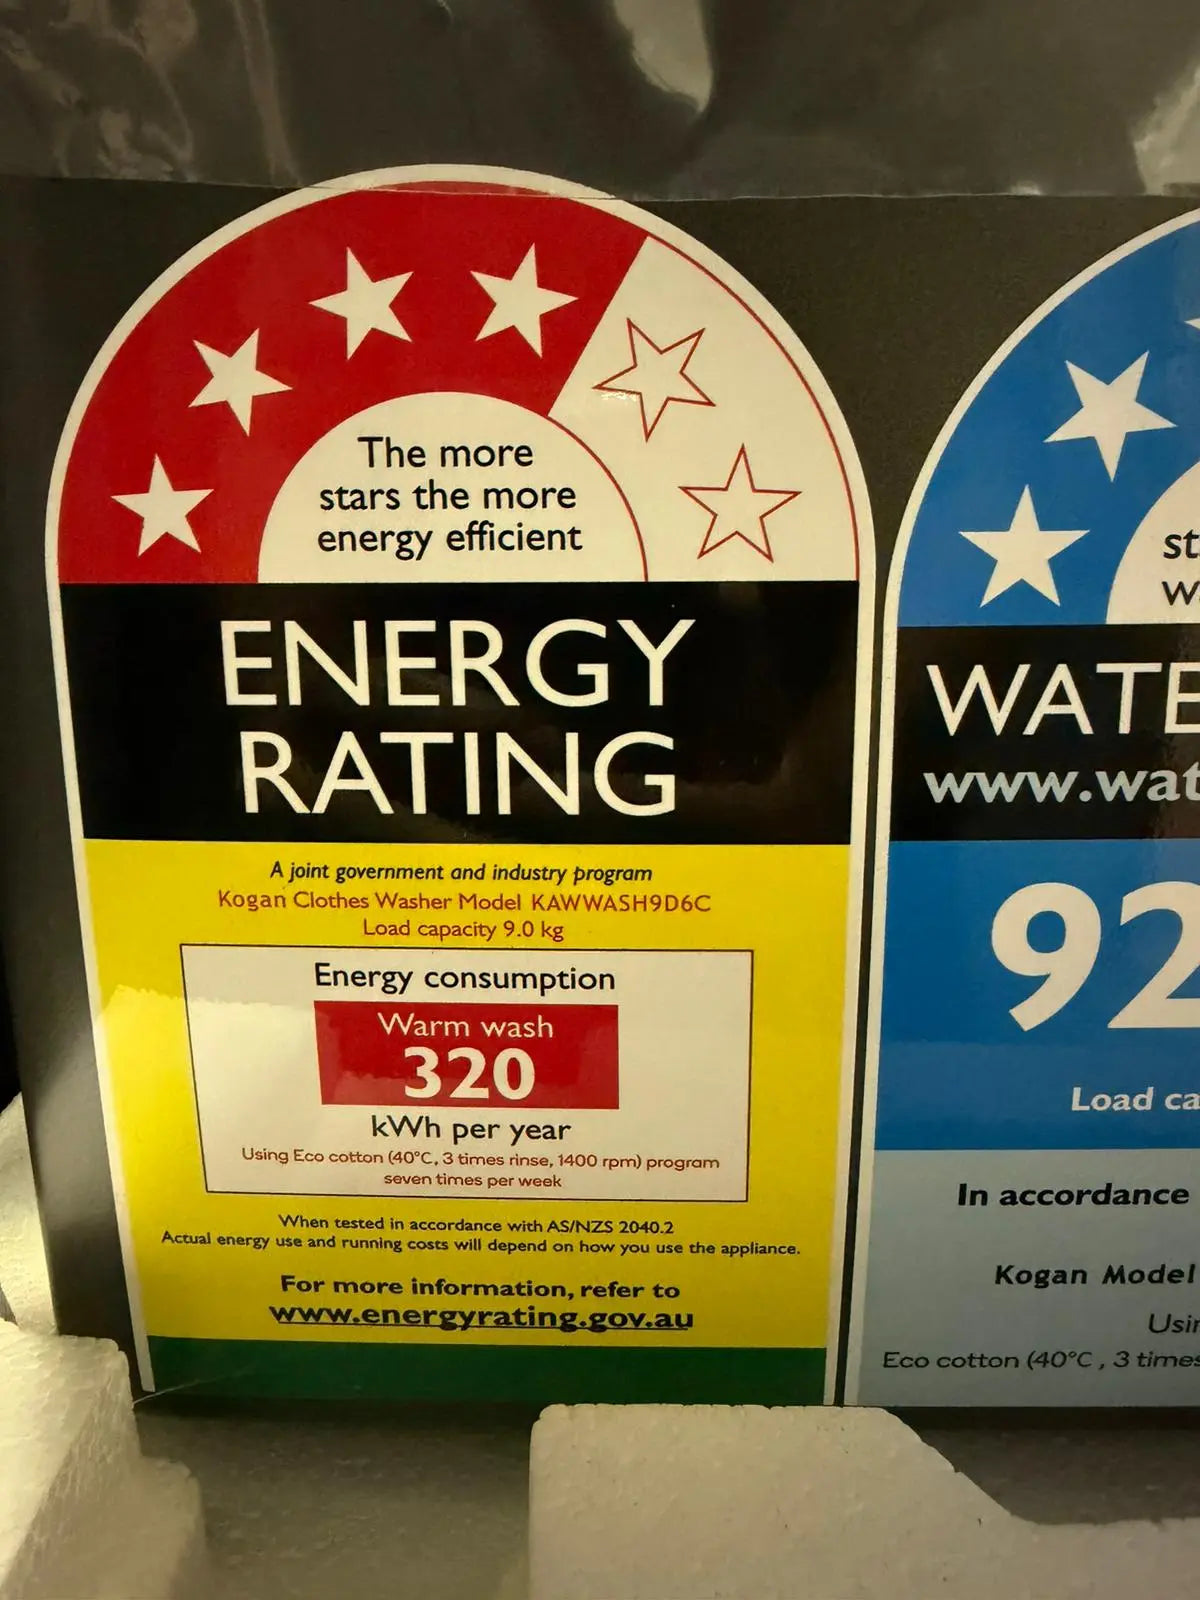 The more
stars the more
energy efficient
ENERGY
RATING
A joint government and industry program
Kogan Clothes Washer Model KAWWASH9D6C
Load capacity 9.0 kg
Energy consumption
Warm wash
320
kWh per year
Using Eco cotton (40°C, 3 times rinse, 1400 rpm) program
seven times per week
When tested in accordance with AS/NZS 2040.2
Actual energy use and running costs will depend on how you use the appliance.
For more information, refer to
www.energyrating.gov.au
WATE
www.wat
92
Load ca
In accordance
Kogan Model
Eco cotton (40°C , 3 times